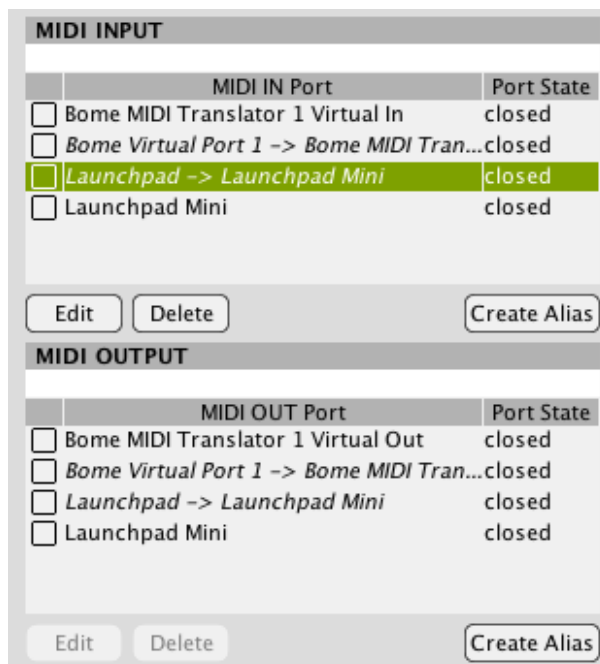 MIDI INPUT
MIDI IN Port Port State
Bome MIDI Translator 1 Virtual In closed
Bome Virtual Port 1 -> Bome MIDI Tran...closed
Launchpad -> Launchpad Mini closed
Launchpad Mini closed
Edit Delete Create Alias
MIDI OUTPUT
MIDI OUT Port Port State
Bome MIDI Translator 1 Virtual Out closed
Bome Virtual Port 1 -> Bome MIDI Tran...closed
Launchpad -> Launchpad Mini closed
Launchpad Mini closed
Edit Delete Create Alias